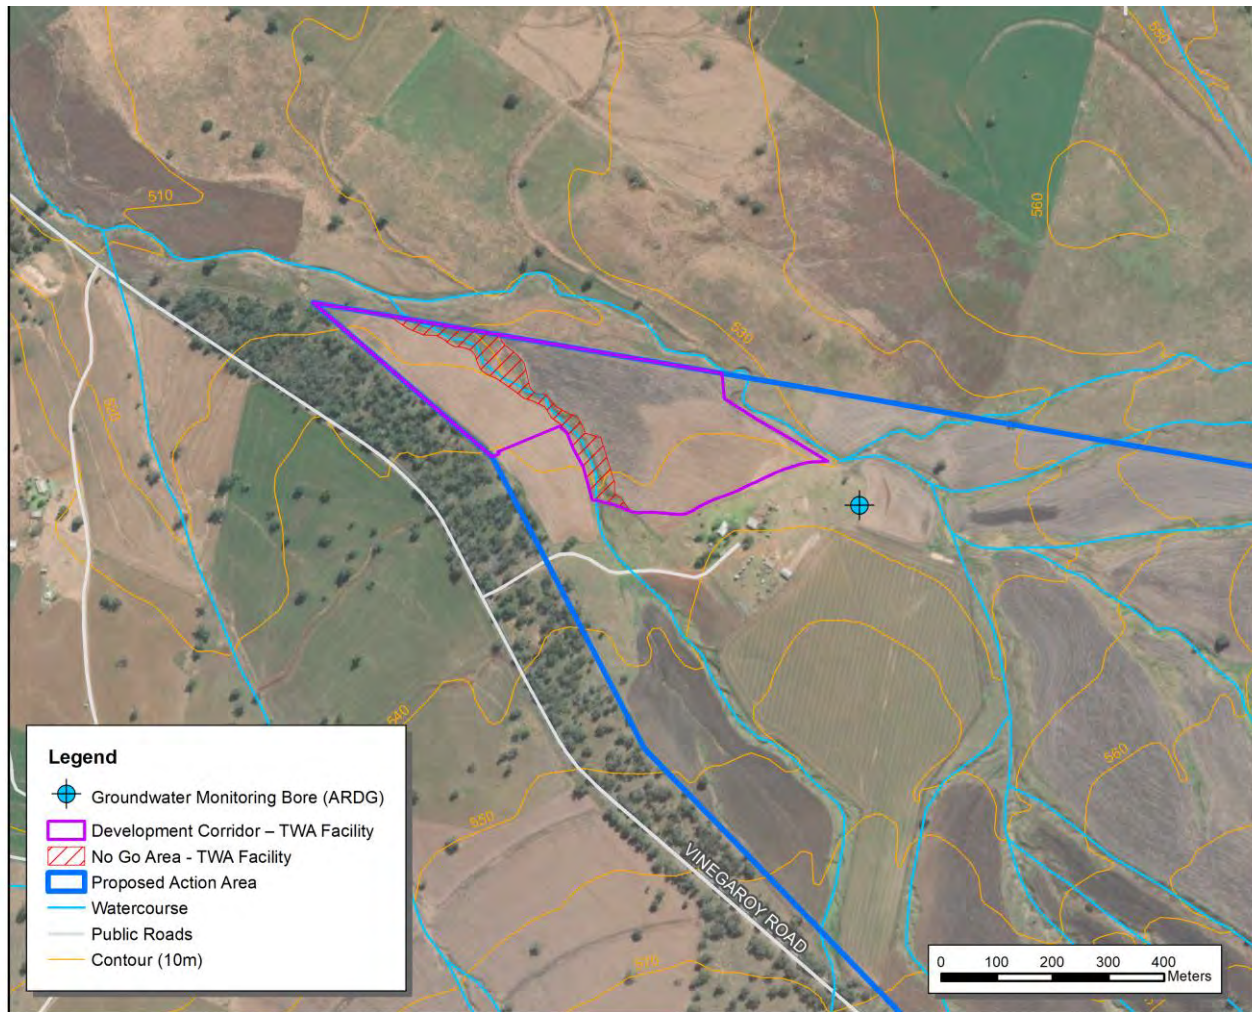 550
510
560
530
500
540
550
560
570
VINEGAROY ROAD
Legend
Groundwater Monitoring Bore (ARDG)
Development Corridor – TWA Facility
No Go Area - TWA Facility
Proposed Action Area
Watercourse
Public Roads
Contour (10m)
0 100 200 300 400
Meters